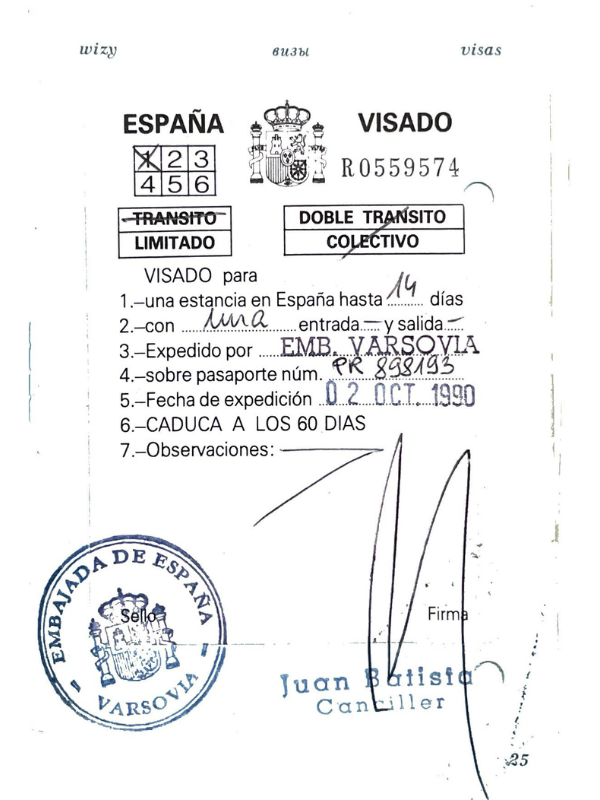 wizy визы visas
ESPAÑA VISADO
1 2 3
4 5 6
R0559574
TRANSITO
LIMITADO
DOBLE TRANSITO
COLECTIVO
VISADO para
1.–una estancia en España hasta 14 días
2.–con una entrada — y salida –
3.–Expedido por EMB. VARSOVIA
4.–sobre pasaporte núm. PR 898193
5.–Fecha de expedición 02 OCT. 1990
6.–CADUCA A LOS 60 DIAS
7.–Observaciones: —
EMBAJADA DE ESPAÑA
– VARSOVIA –
Sello
Firma
Juan Batista
Canciller
25